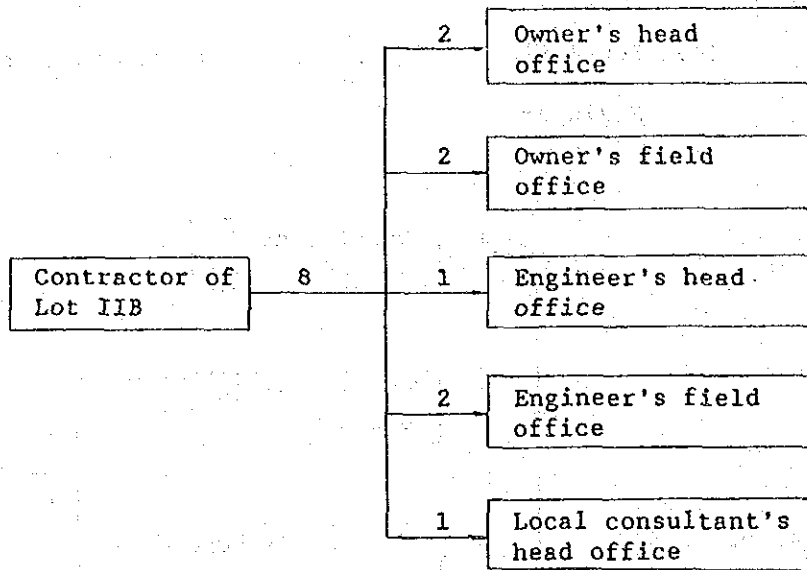 2
Owner's head
office
2
Owner's field
office
Contractor of
Lot IIB
8
1
Engineer's head
office
2
Engineer's field
office
1
Local consultant's
head office